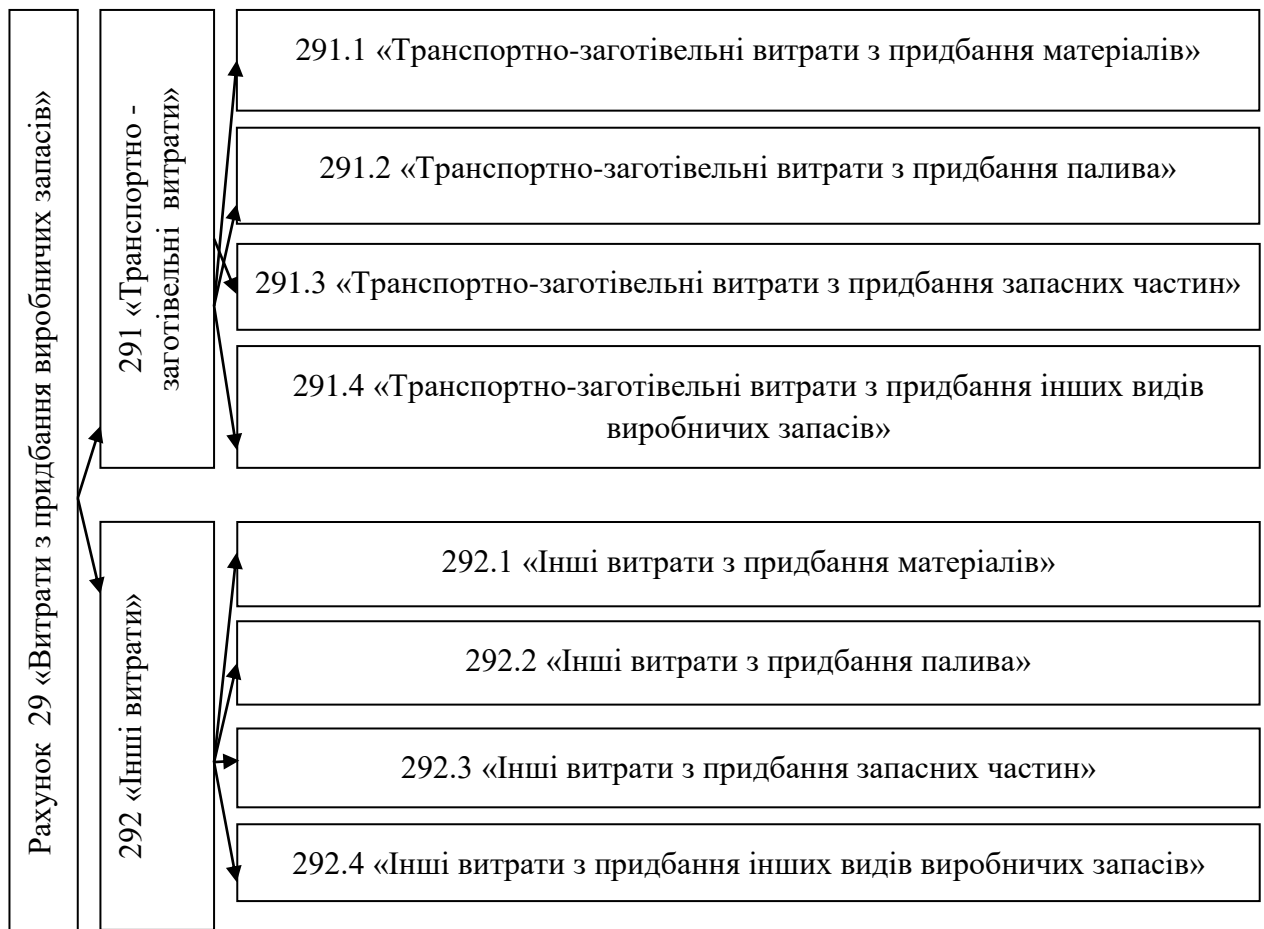 Рахунок 29 «Витрати з придбання виробничих запасів»
291 «Транспортно -
заготівельні витрати»
291.1 «Транспортно-заготівельні витрати з придбання матеріалів»
291.2 «Транспортно-заготівельні витрати з придбання палива»
291.3 «Транспортно-заготівельні витрати з придбання запасних частин»
291.4 «Транспортно-заготівельні витрати з придбання інших видів
виробничих запасів»
292 «Інші витрати»
292.1 «Інші витрати з придбання матеріалів»
292.2 «Інші витрати з придбання палива»
292.3 «Інші витрати з придбання запасних частин»
292.4 «Інші витрати з придбання інших видів виробничих запасів»